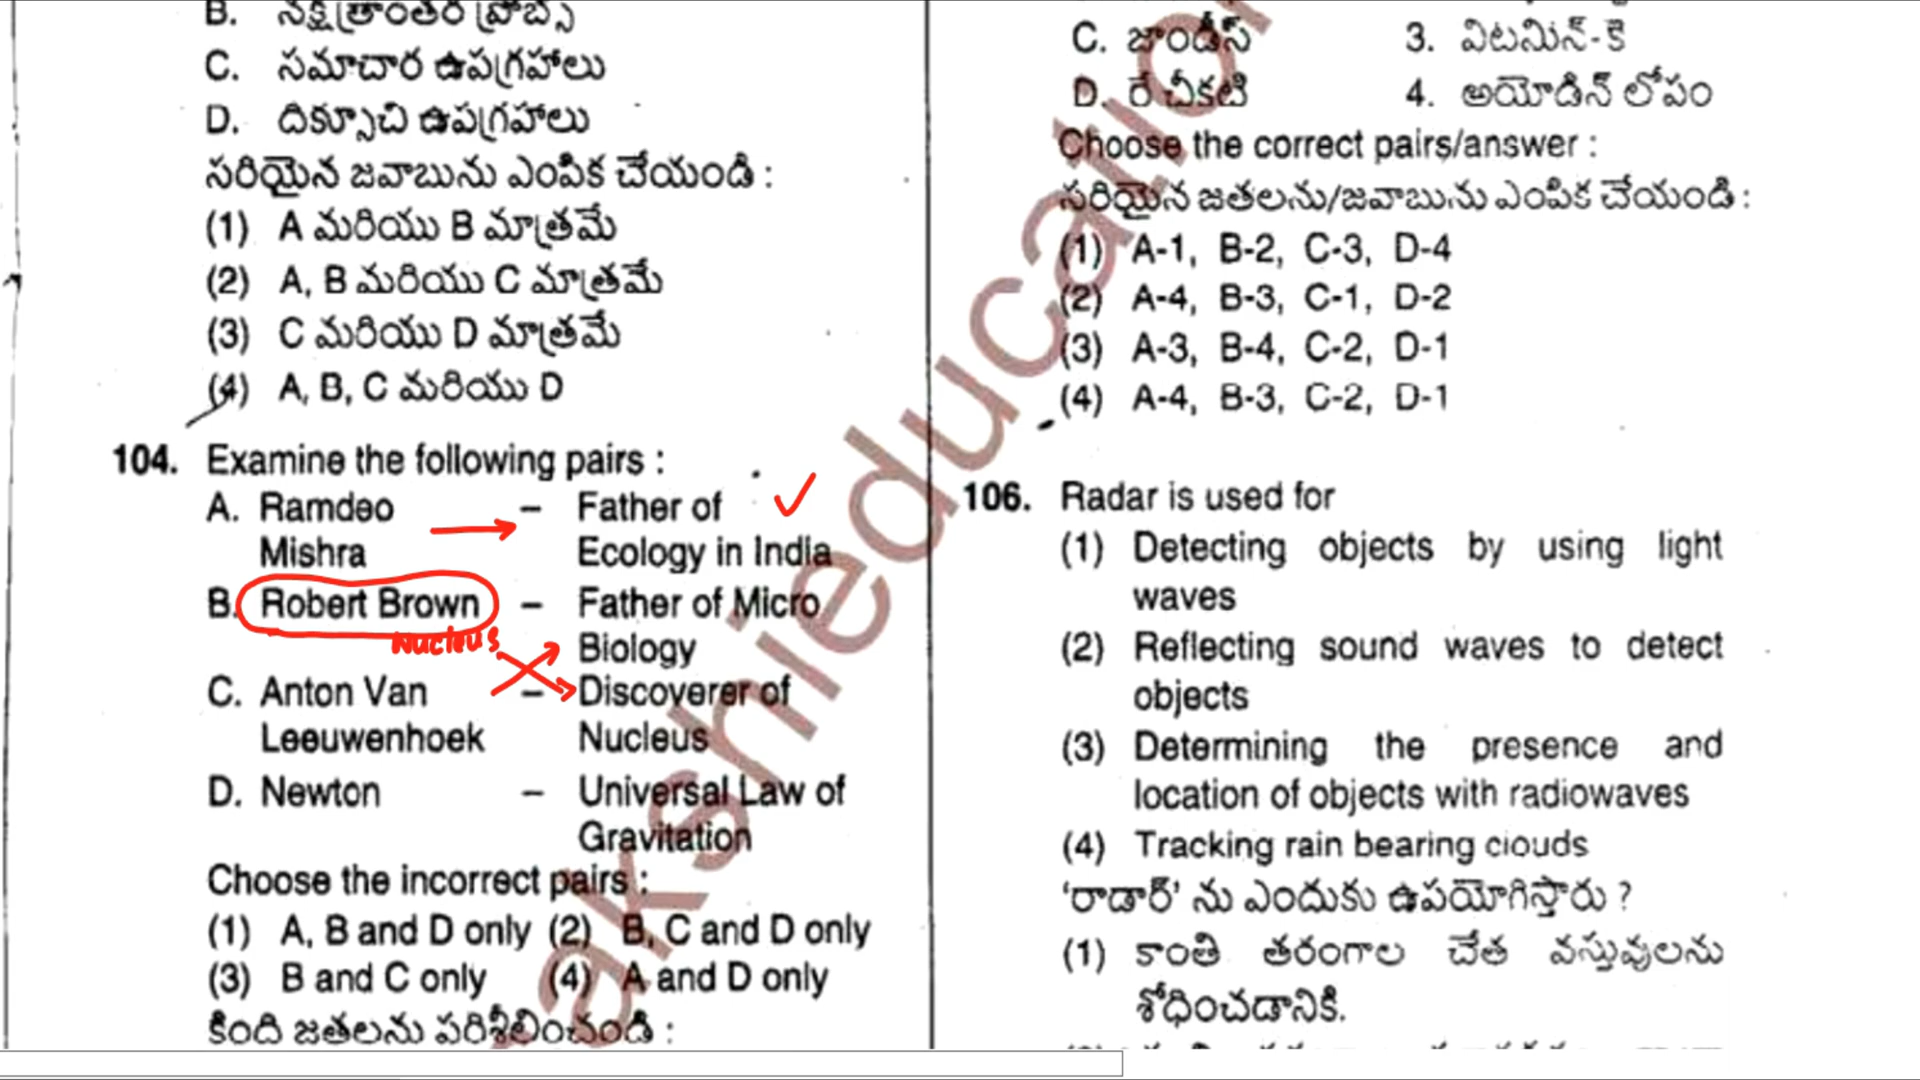 C. సమాచార ఉపగ్రహాలు
D. దిక్సూచి ఉపగ్రహాలు
సరియైన జవాబును ఎంపిక చేయండి :
(1) A మరియు B మాత్రమే
(2) A, B మరియు C మాత్రమే
(3) C మరియు D మాత్రమే
(4) A, B, C మరియు D
104. Examine the following pairs :
A. Ramdeo – Father of
Mishra Ecology in India
B. Robert Brown – Father of Micro
Nucleus Biology
C. Anton Van – Discoverer of
Leeuwenhoek Nucleus
D. Newton – Universal Law of
Gravitation
Choose the incorrect pairs :
(1) A, B and D only (2) B, C and D only
(3) B and C only (4) A and D only
కింది జతలను పరిశీలించండి :
C. జాండీస్ 3. విటమిన్-కె
D. రే చీకటి 4. అయోడిన్ లోపం
Choose the correct pairs/answer :
సరియైన జతలను/జవాబును ఎంపిక చేయండి :
(1) A-1, B-2, C-3, D-4
(2) A-4, B-3, C-1, D-2
(3) A-3, B-4, C-2, D-1
(4) A-4, B-3, C-2, D-1
106. Radar is used for
(1) Detecting objects by using light
waves
(2) Reflecting sound waves to detect
objects
(3) Determining the presence and
location of objects with radiowaves
(4) Tracking rain bearing clouds
'రాడార్' ను ఎందుకు ఉపయోగిస్తారు ?
(1) కాంతి తరంగాల చేత వస్తువులను
శోధించడానికి.
akshieducation